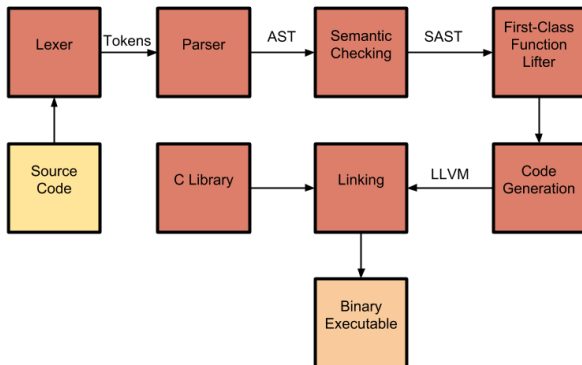 Lexer
Tokens
Parser
AST
Semantic
Checking
SAST
First-Class
Function
Lifter
Source
Code
C Library
Linking
LLVM
Code
Generation
Binary
Executable